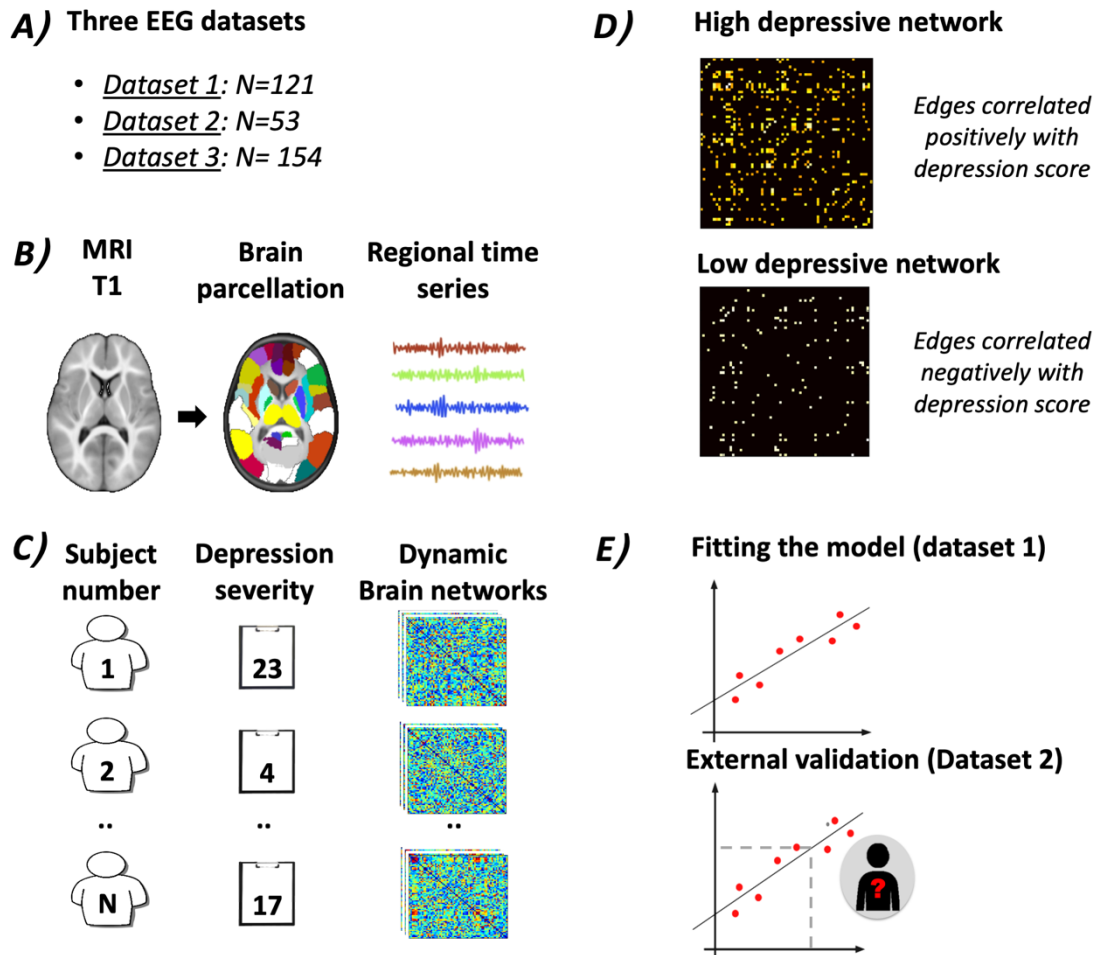 A) Three EEG datasets
• Dataset 1: N=121
• Dataset 2: N=53
• Dataset 3: N= 154
B) MRI
T1
Brain
parcellation
Regional time
series
C) Subject
number
Depression
severity
Dynamic
Brain networks
1
23
2
4
..
..
..
N
17
D) High depressive network
Edges correlated
positively with
depression score
Low depressive network
Edges correlated
negatively with
depression score
E) Fitting the model (dataset 1)
External validation (Dataset 2)
?